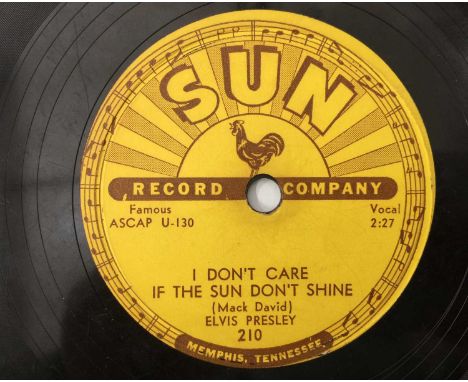 SUN
RECORD COMPANY
Famous Vocal
ASCAP U-130 2:27
I DON'T CARE
IF THE SUN DON'T SHINE
(Mack David)
ELVIS PRESLEY
210
MEMPHIS, TENNESSEE.